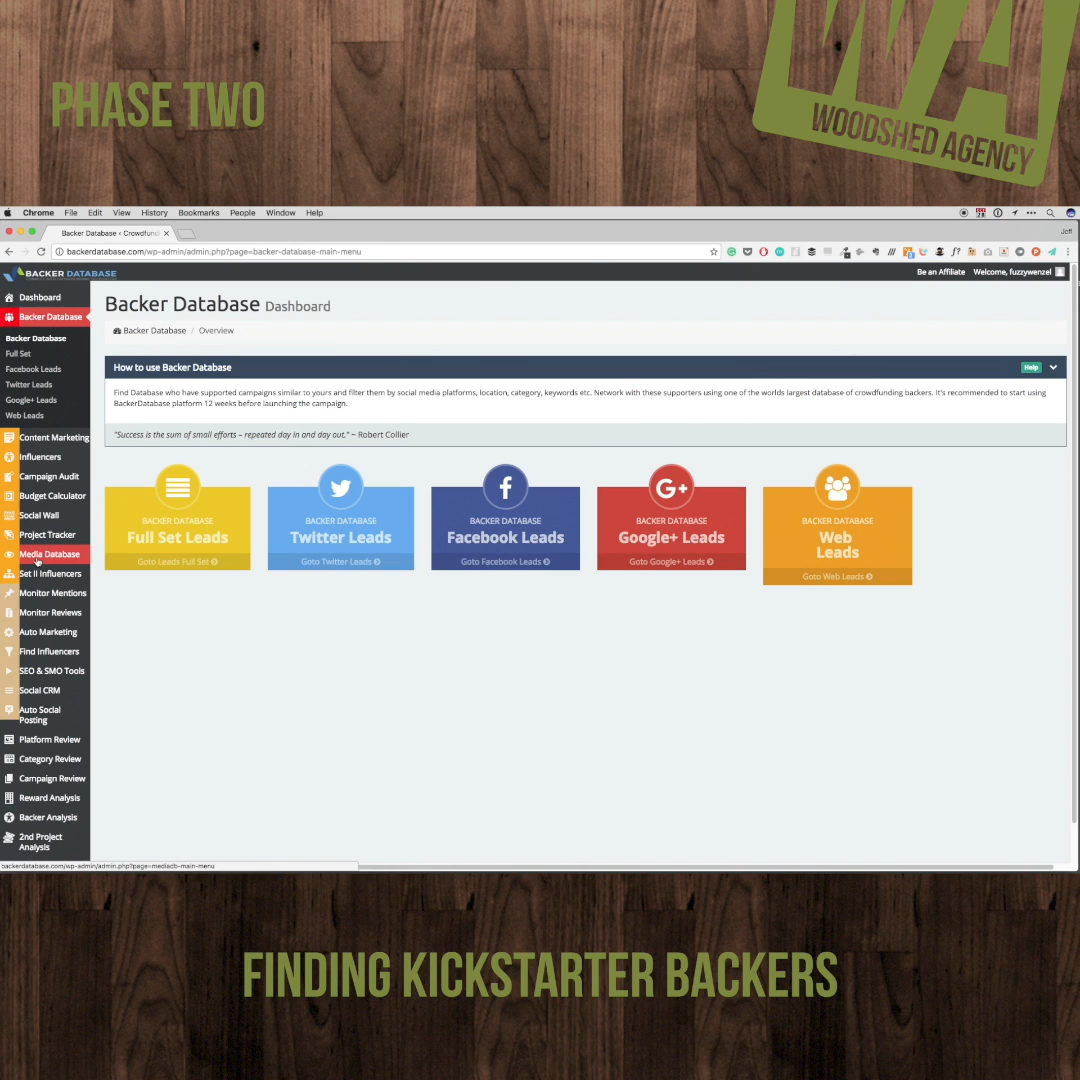 PHASE TWO
WA
WOODSHED AGENCY
Chrome File Edit View History Bookmarks People Window Help
Backer Database < Crowdfund
Jeff
backerdatabase.com/wp-admin/admin.php?page=backer-database-main-menu
BACKER DATABASE
Be an Affiliate Welcome, fuzzywenzel
Dashboard
Backer Database
Backer Database
Full Set
Facebook Leads
Twitter Leads
Google+ Leads
Web Leads
Content Marketing
Influencers
Campaign Audit
Budget Calculator
Social Wall
Project Tracker
Media Database
Set II Influencers
Monitor Mentions
Monitor Reviews
Auto Marketing
Find Influencers
SEO & SMO Tools
Social CRM
Auto Social
Posting
Platform Review
Category Review
Campaign Review
Reward Analysis
Backer Analysis
2nd Project
Analysis
Backer Database Dashboard
Backer Database / Overview
How to use Backer Database
Help
Find Database who have supported campaigns similar to yours and filter them by social media platforms, location, category, keywords etc. Network with these supporters using one of the worlds largest database of crowdfunding backers. It's recommended to start using
BackerDatabase platform 12 weeks before launching the campaign.
"Success is the sum of small efforts – repeated day in and day out." ~ Robert Collier
BACKER DATABASE
Full Set Leads
Goto Leads Full Set
BACKER DATABASE
Twitter Leads
Goto Twitter Leads
BACKER DATABASE
Facebook Leads
Goto Facebook Leads
G+
BACKER DATABASE
Google+ Leads
Goto Google+ Leads
BACKER DATABASE
Web
Leads
Goto Web Leads
backerdatabase.com/wp-admin/admin.php?page=mediadb-main-menu
FINDING KICKSTARTER BACKERS